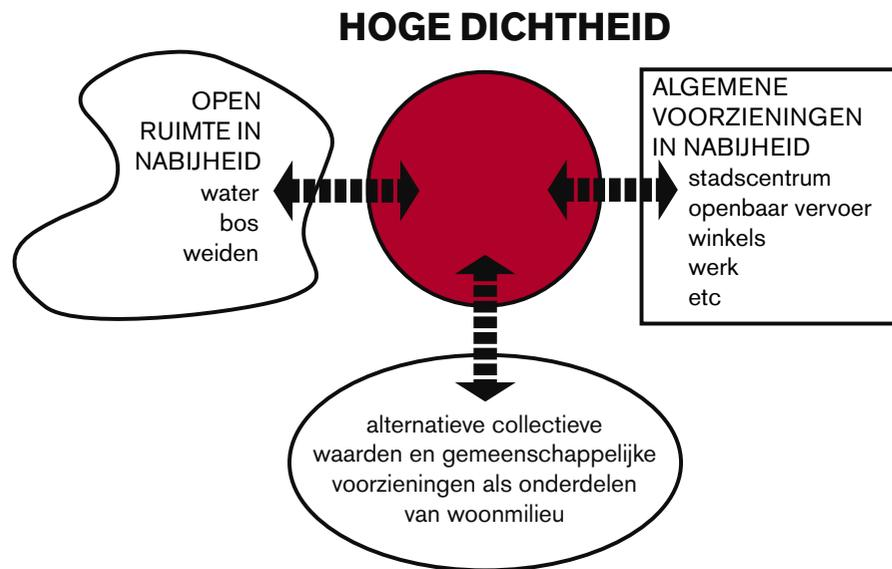 HOGE DICHTHEID
OPEN
RUIMTE IN
NABIJHEID
water
bos
weiden
ALGEMENE
VOORZIENINGEN
IN NABIJHEID
stadscentrum
openbaar vervoer
winkels
werk
etc
alternatieve collectieve
waarden en gemeenschappelijke
voorzieningen als onderdelen
van woonmilieu